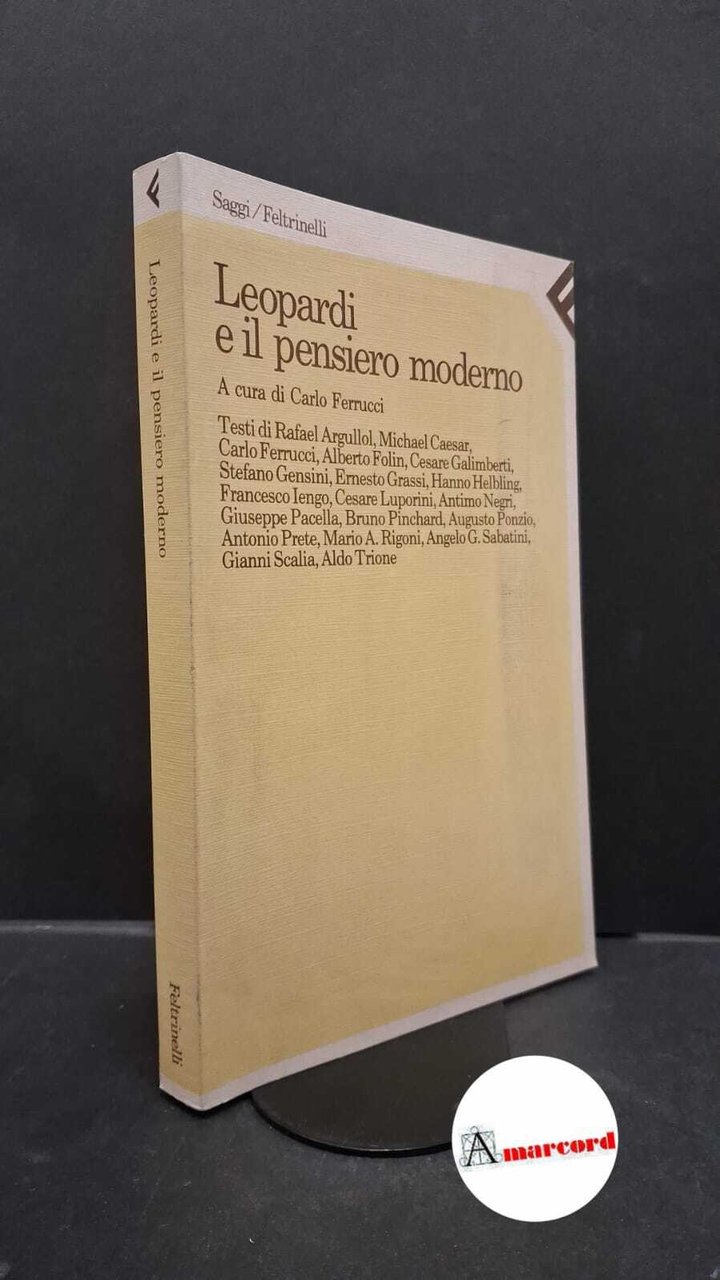 Saggi/Feltrinelli
Leopardi
e il pensiero moderno
A cura di Carlo Ferrucci
Testi di Rafael Argullol, Michael Caesar,
Carlo Ferrucci, Alberto Folin, Cesare Galimberti,
Stefano Gensini, Ernesto Grassi, Hanno Helbling,
Francesco Iengo, Cesare Luporini, Antimo Negri,
Giuseppe Pacella, Bruno Pinchard, Augusto Ponzio,
Antonio Prete, Mario A. Rigoni, Angelo G. Sabatini,
Gianni Scalia, Aldo Trione
Leopardi e il pensiero moderno
Feltrinelli
Amarcord